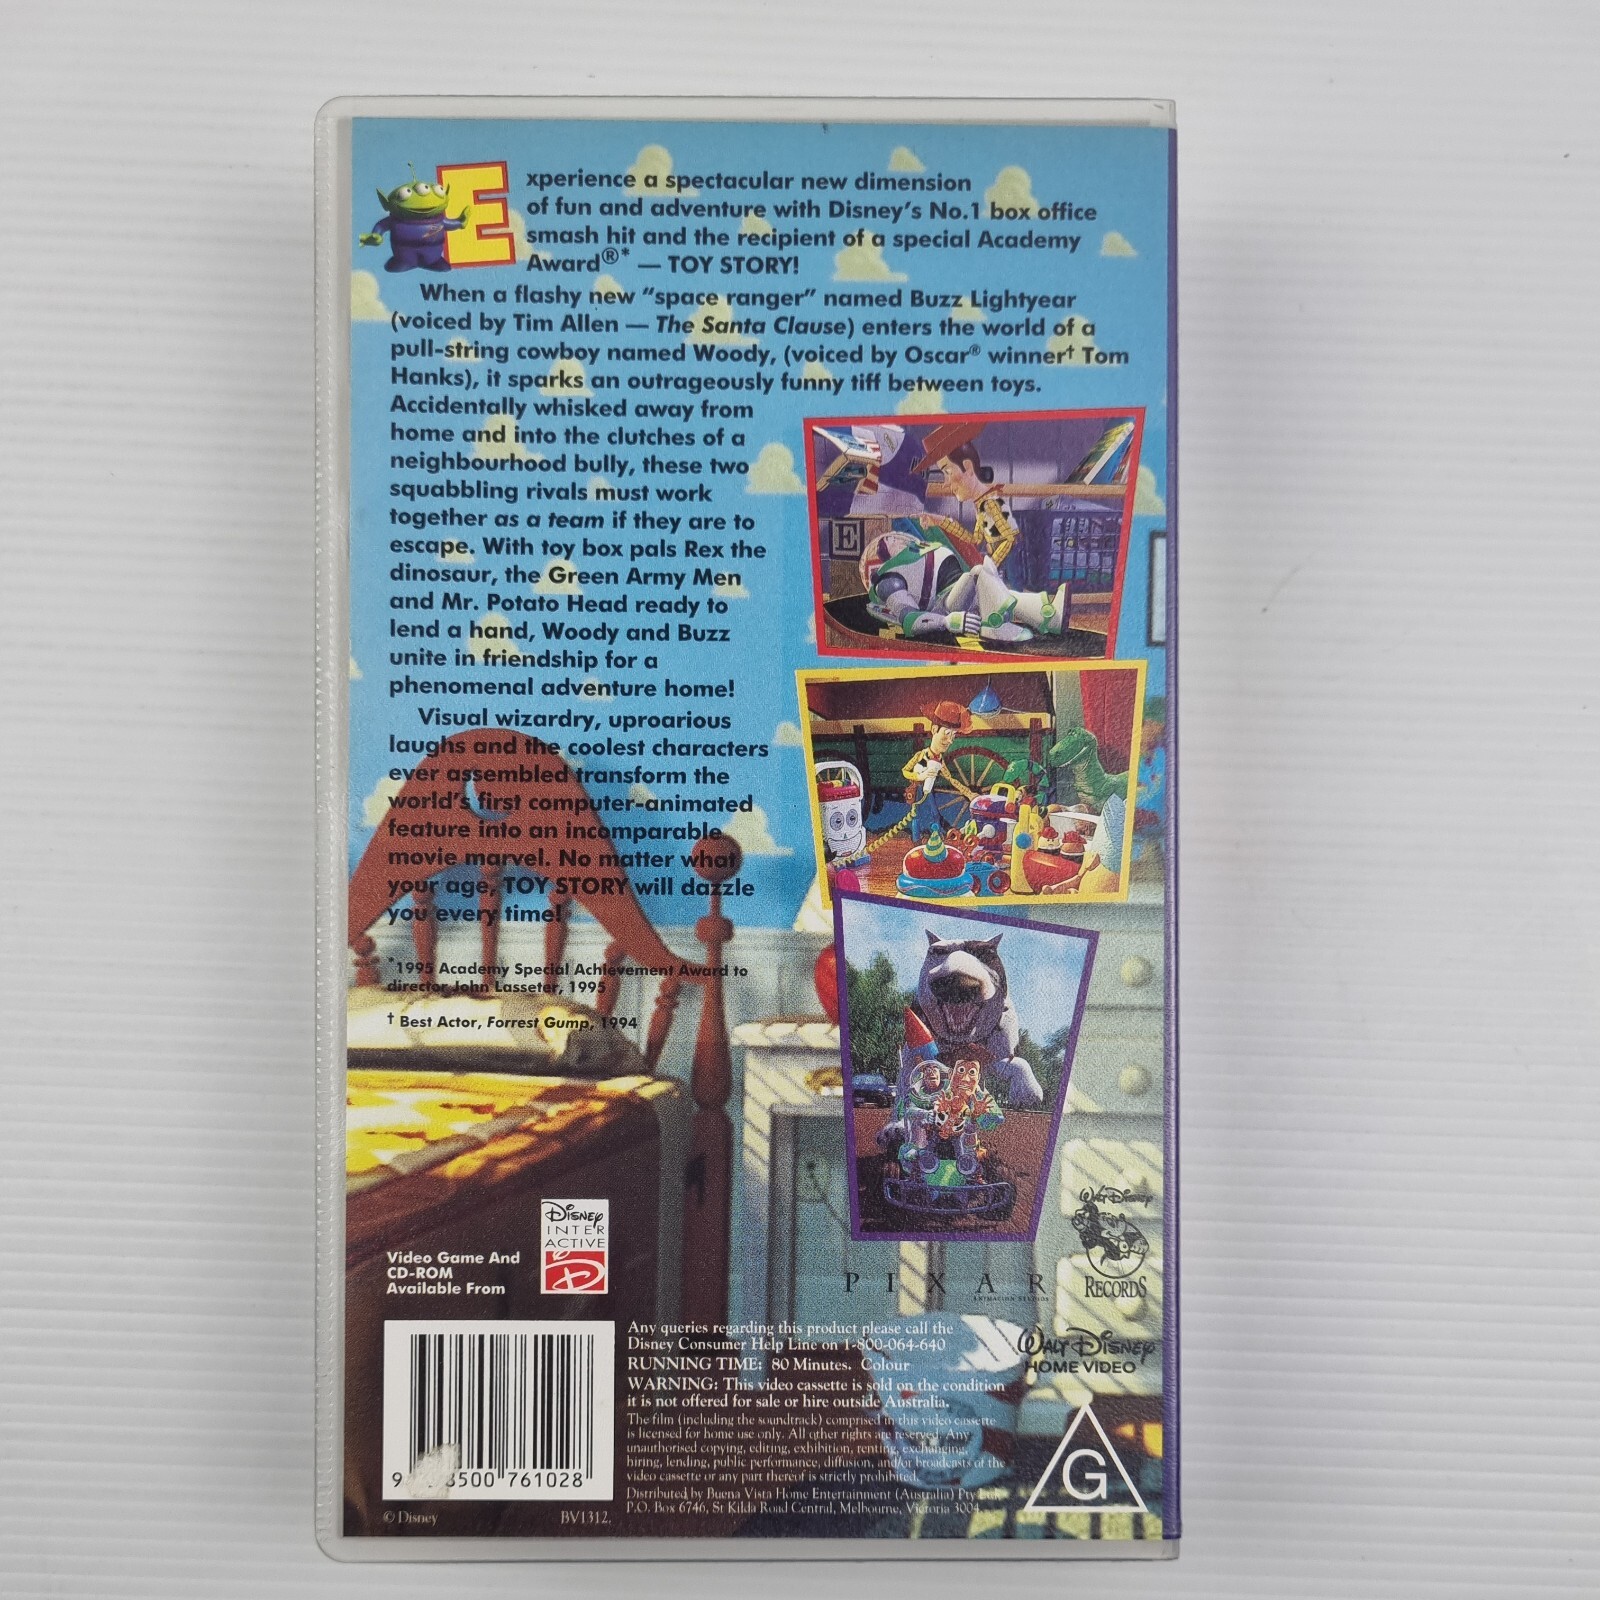 Experience a spectacular new dimension
of fun and adventure with Disney's No.1 box office
smash hit and the recipient of a special Academy
Award®* — TOY STORY!
When a flashy new "space ranger" named Buzz Lightyear
(voiced by Tim Allen — The Santa Clause) enters the world of a
pull-string cowboy named Woody, (voiced by Oscar® winner† Tom
Hanks), it sparks an outrageously funny tiff between toys.
Accidentally whisked away from
home and into the clutches of a
neighbourhood bully, these two
squabbling rivals must work
together as a team if they are to
escape. With toy box pals Rex the
dinosaur, the Green Army Men
and Mr. Potato Head ready to
lend a hand, Woody and Buzz
unite in friendship for a
phenomenal adventure home!
Visual wizardry, uproarious
laughs and the coolest characters
ever assembled transform the
world's first computer-animated
feature into an incomparable
movie marvel. No matter what
your age, TOY STORY will dazzle
you every time!
*1995 Academy Special Achievement Award to
director John Lasseter, 1995
† Best Actor, Forrest Gump, 1994
E
Video Game And
CD-ROM
Available From
DISNEY
INTER
ACTIVE
D
PIXAR
ANIMATION STUDIOS
WALT DISNEY
RECORDS
Any queries regarding this product please call the
Disney Consumer Help Line on 1-800-064-640
RUNNING TIME: 80 Minutes. Colour
WARNING: This video cassette is sold on the condition
it is not offered for sale or hire outside Australia.
The film (including the soundtrack) comprised in this video cassette
is licensed for home use only. All other rights are reserved. Any
unauthorised copying, editing, exhibition, renting, exchanging,
hiring, lending, public performance, diffusion, and/or broadcasts of the
video cassette or any part thereof is strictly prohibited.
Distributed by Buena Vista Home Entertainment (Australia) Pty Ltd.
P.O. Box 6746, St Kilda Road Central, Melbourne, Victoria 3004.
WALT DISNEY
HOME VIDEO
G
9 8500 761028
© Disney BV1312.